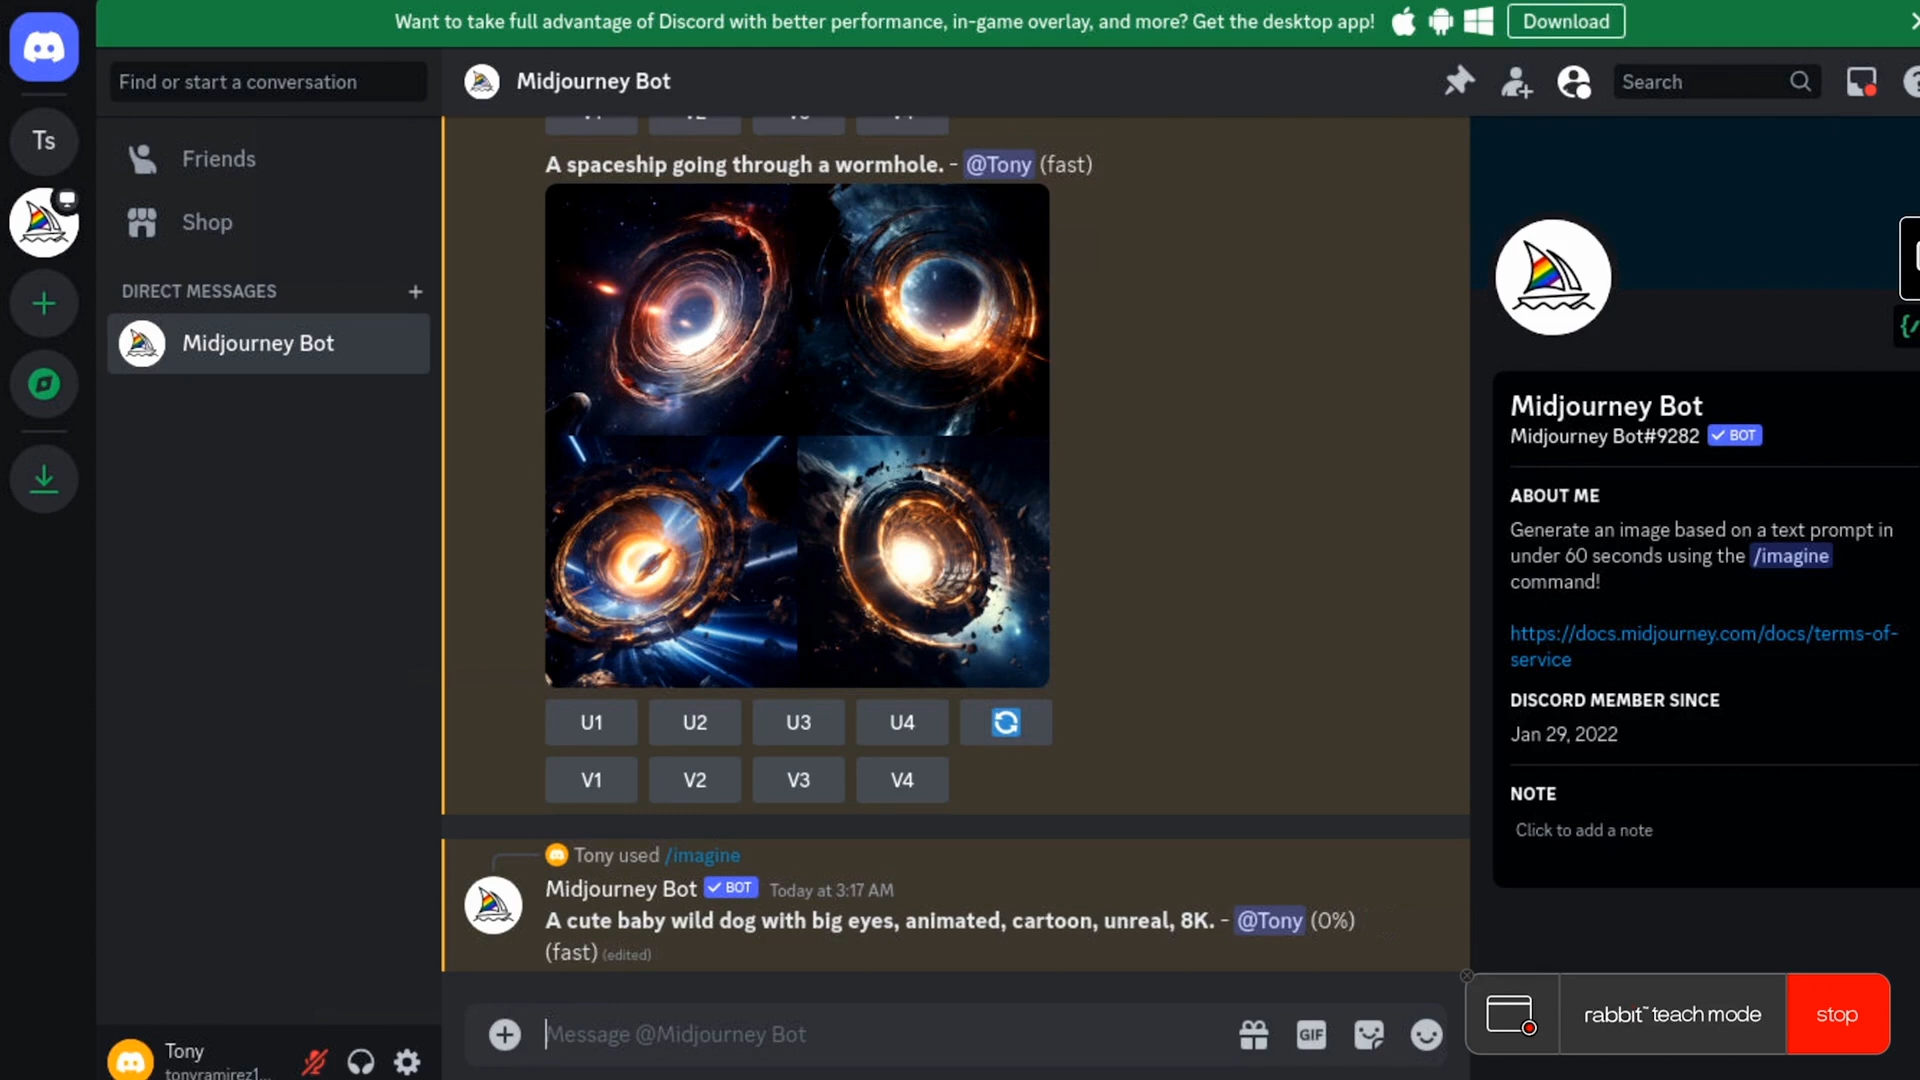 Want to take full advantage of Discord with better performance, in-game overlay, and more? Get the desktop app!
Download
Find or start a conversation
Midjourney Bot
Search
Ts
Friends
Shop
DIRECT MESSAGES
Midjourney Bot
A spaceship going through a wormhole. - @Tony (fast)
U1 U2 U3 U4
V1 V2 V3 V4
Tony used /imagine
Midjourney Bot BOT Today at 3:17 AM
A cute baby wild dog with big eyes, animated, cartoon, unreal, 8K. - @Tony (0%)
(fast) (edited)
Message @Midjourney Bot
GIF
Tony
tonyramirez1...
Midjourney Bot
Midjourney Bot#9282 BOT
ABOUT ME
Generate an image based on a text prompt in
under 60 seconds using the /imagine
command!
https://docs.midjourney.com/docs/terms-of-
service
DISCORD MEMBER SINCE
Jan 29, 2022
NOTE
Click to add a note
rabbit™ teach mode
stop